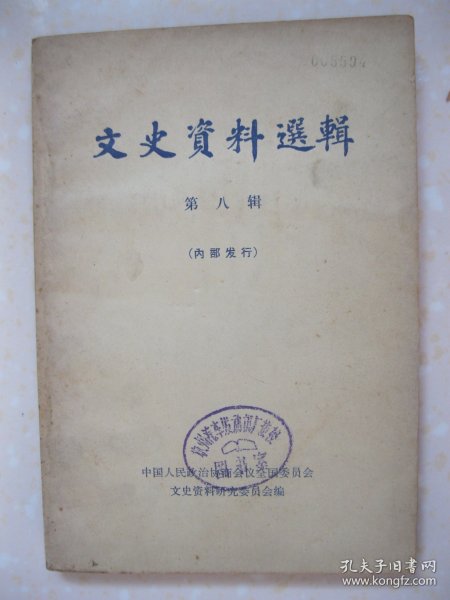 文史資料選輯
第八辑
(内部发行)
中国人民政治协商会议全国委员会
文史资料研究委员会编
孔夫子旧书网
www.kongfz.com